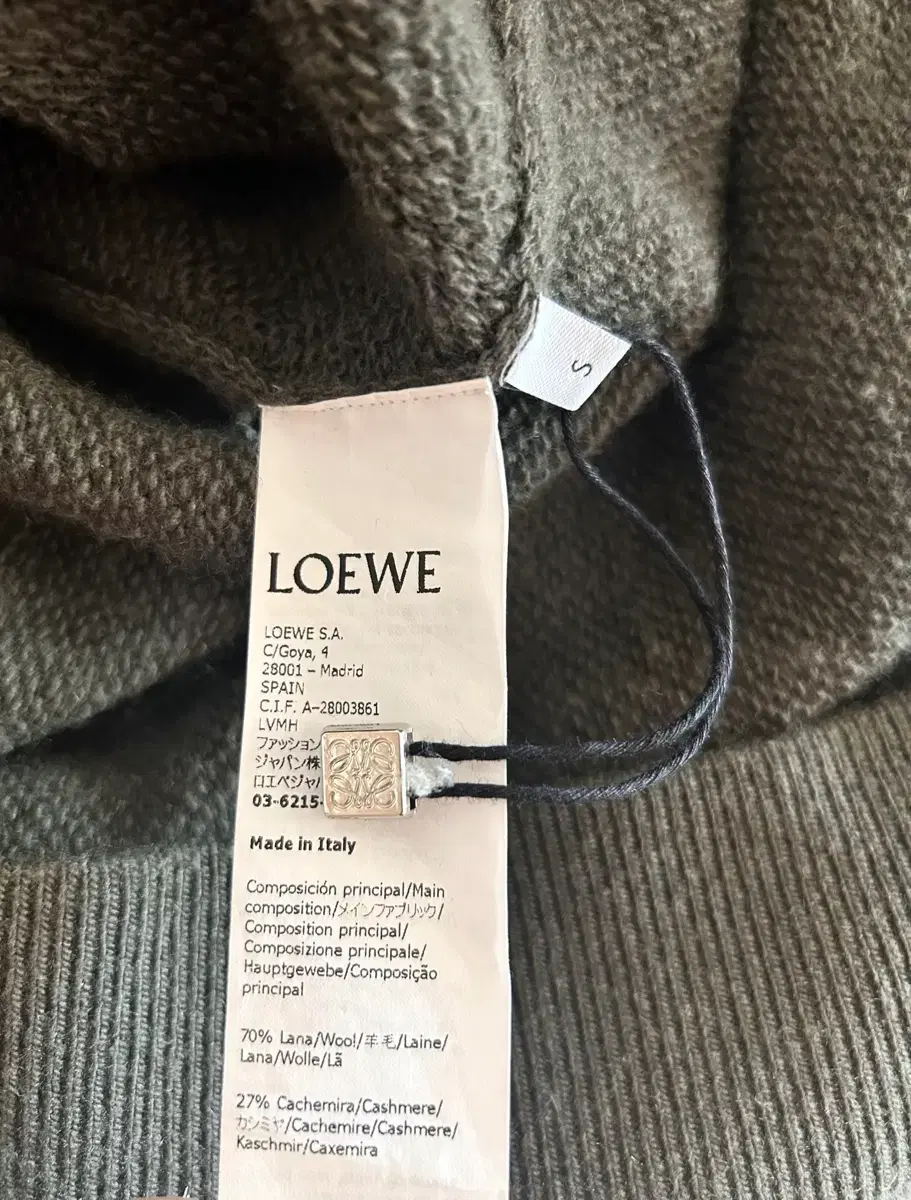 S
LOEWE
LOEWE S.A.
C/Goya, 4
28001 – Madrid
SPAIN
C.I.F. A-28003861
LVMH
ファッション
ジャパン株
ロエベジャ
03-6215-
Made in Italy
Composición principal/Main
composition/メインファブリック/
Composition principal/
Composizione principale/
Hauptgewebe/Composição
principal
70% Lana/Wool/羊毛/Laine/
Lana/Wolle/Lã
27% Cachemira/Cashmere/
カシミヤ/Cachemire/Cashmere/
Kaschmir/Caxemira